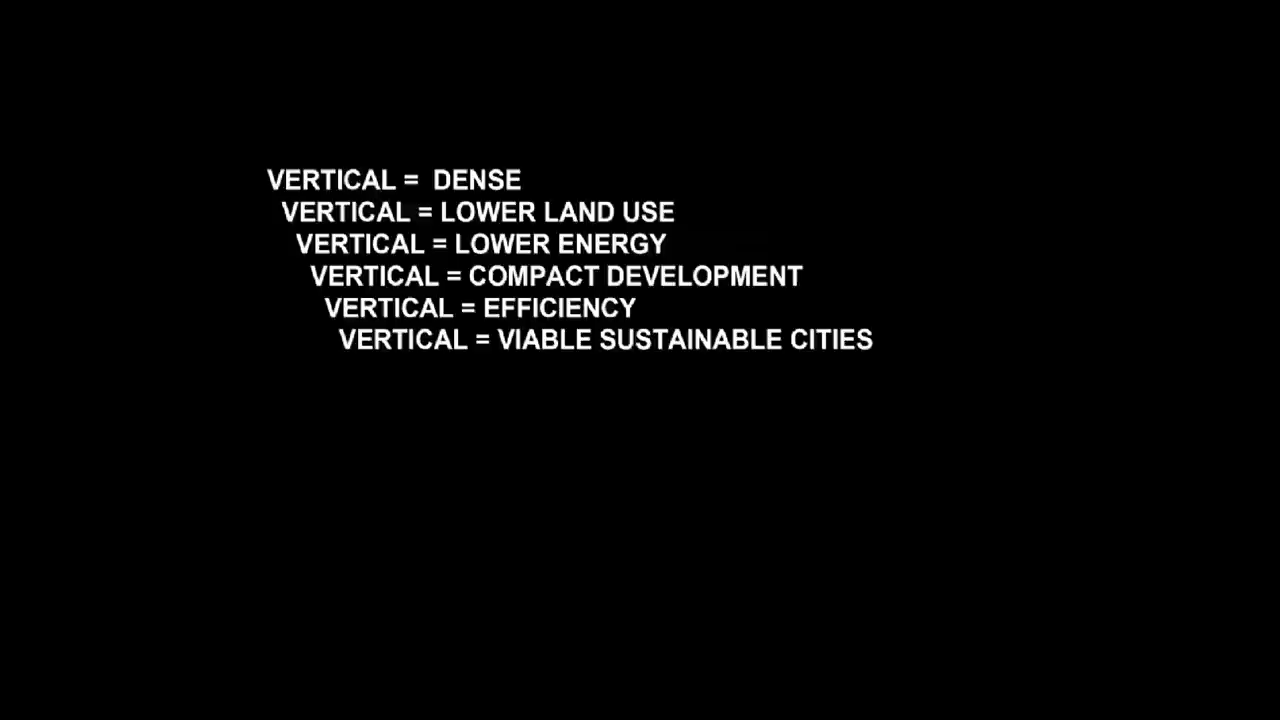 VERTICAL = DENSE
VERTICAL = LOWER LAND USE
VERTICAL = LOWER ENERGY
VERTICAL = COMPACT DEVELOPMENT
VERTICAL = EFFICIENCY
VERTICAL = VIABLE SUSTAINABLE CITIES